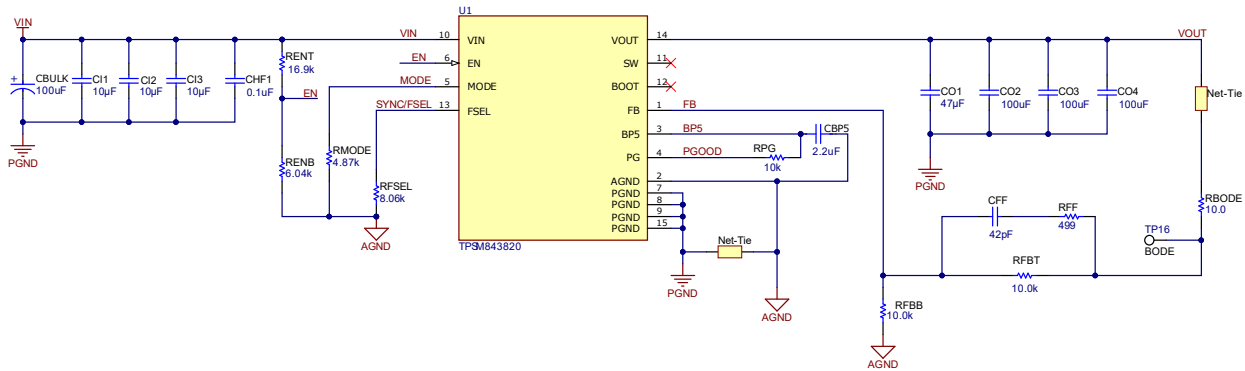 VIN
CBULK
100uF
CI1
10µF
CI2
10µF
CI3
10µF
CHF1
0.1uF
PGND
RENT
16.9k
EN
RENB
6.04k
RMODE
4.87k
RFSEL
8.06k
AGND
VIN
EN
MODE
SYNC/FSEL
10
6
5
13
U1
VIN
EN
MODE
FSEL
VOUT
SW
BOOT
FB
BP5
PG
AGND
PGND
PGND
PGND
PGND
TPSM843820
14
11
12
1
3
4
2
7
8
9
15
FB
BP5
PGOOD
RPG
10k
CBP5
2.2uF
Net-Tie
PGND
AGND
VOUT
CO1
47µF
CO2
100uF
CO3
100uF
CO4
100uF
PGND
Net-Tie
RBODE
10.0
TP16
BODE
CFF
42pF
RFF
499
RFBT
10.0k
RFBB
10.0k
AGND